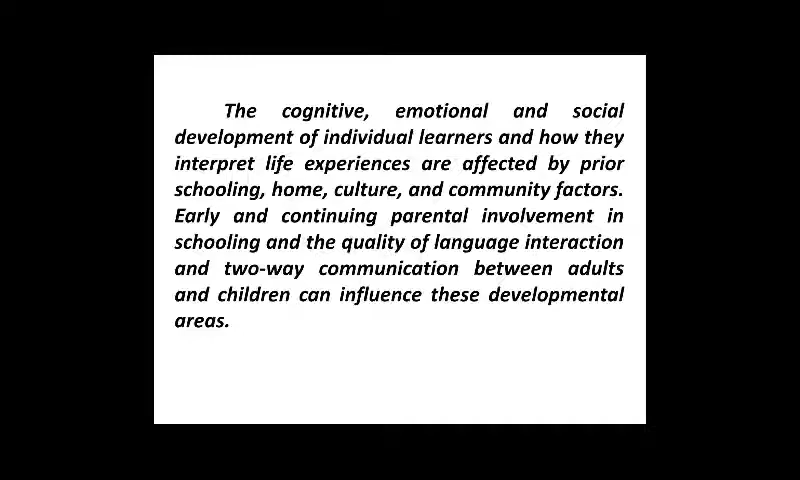 The cognitive, emotional and social
development of individual learners and how they
interpret life experiences are affected by prior
schooling, home, culture, and community factors.
Early and continuing parental involvement in
schooling and the quality of language interaction
and two-way communication between adults
and children can influence these developmental
areas.